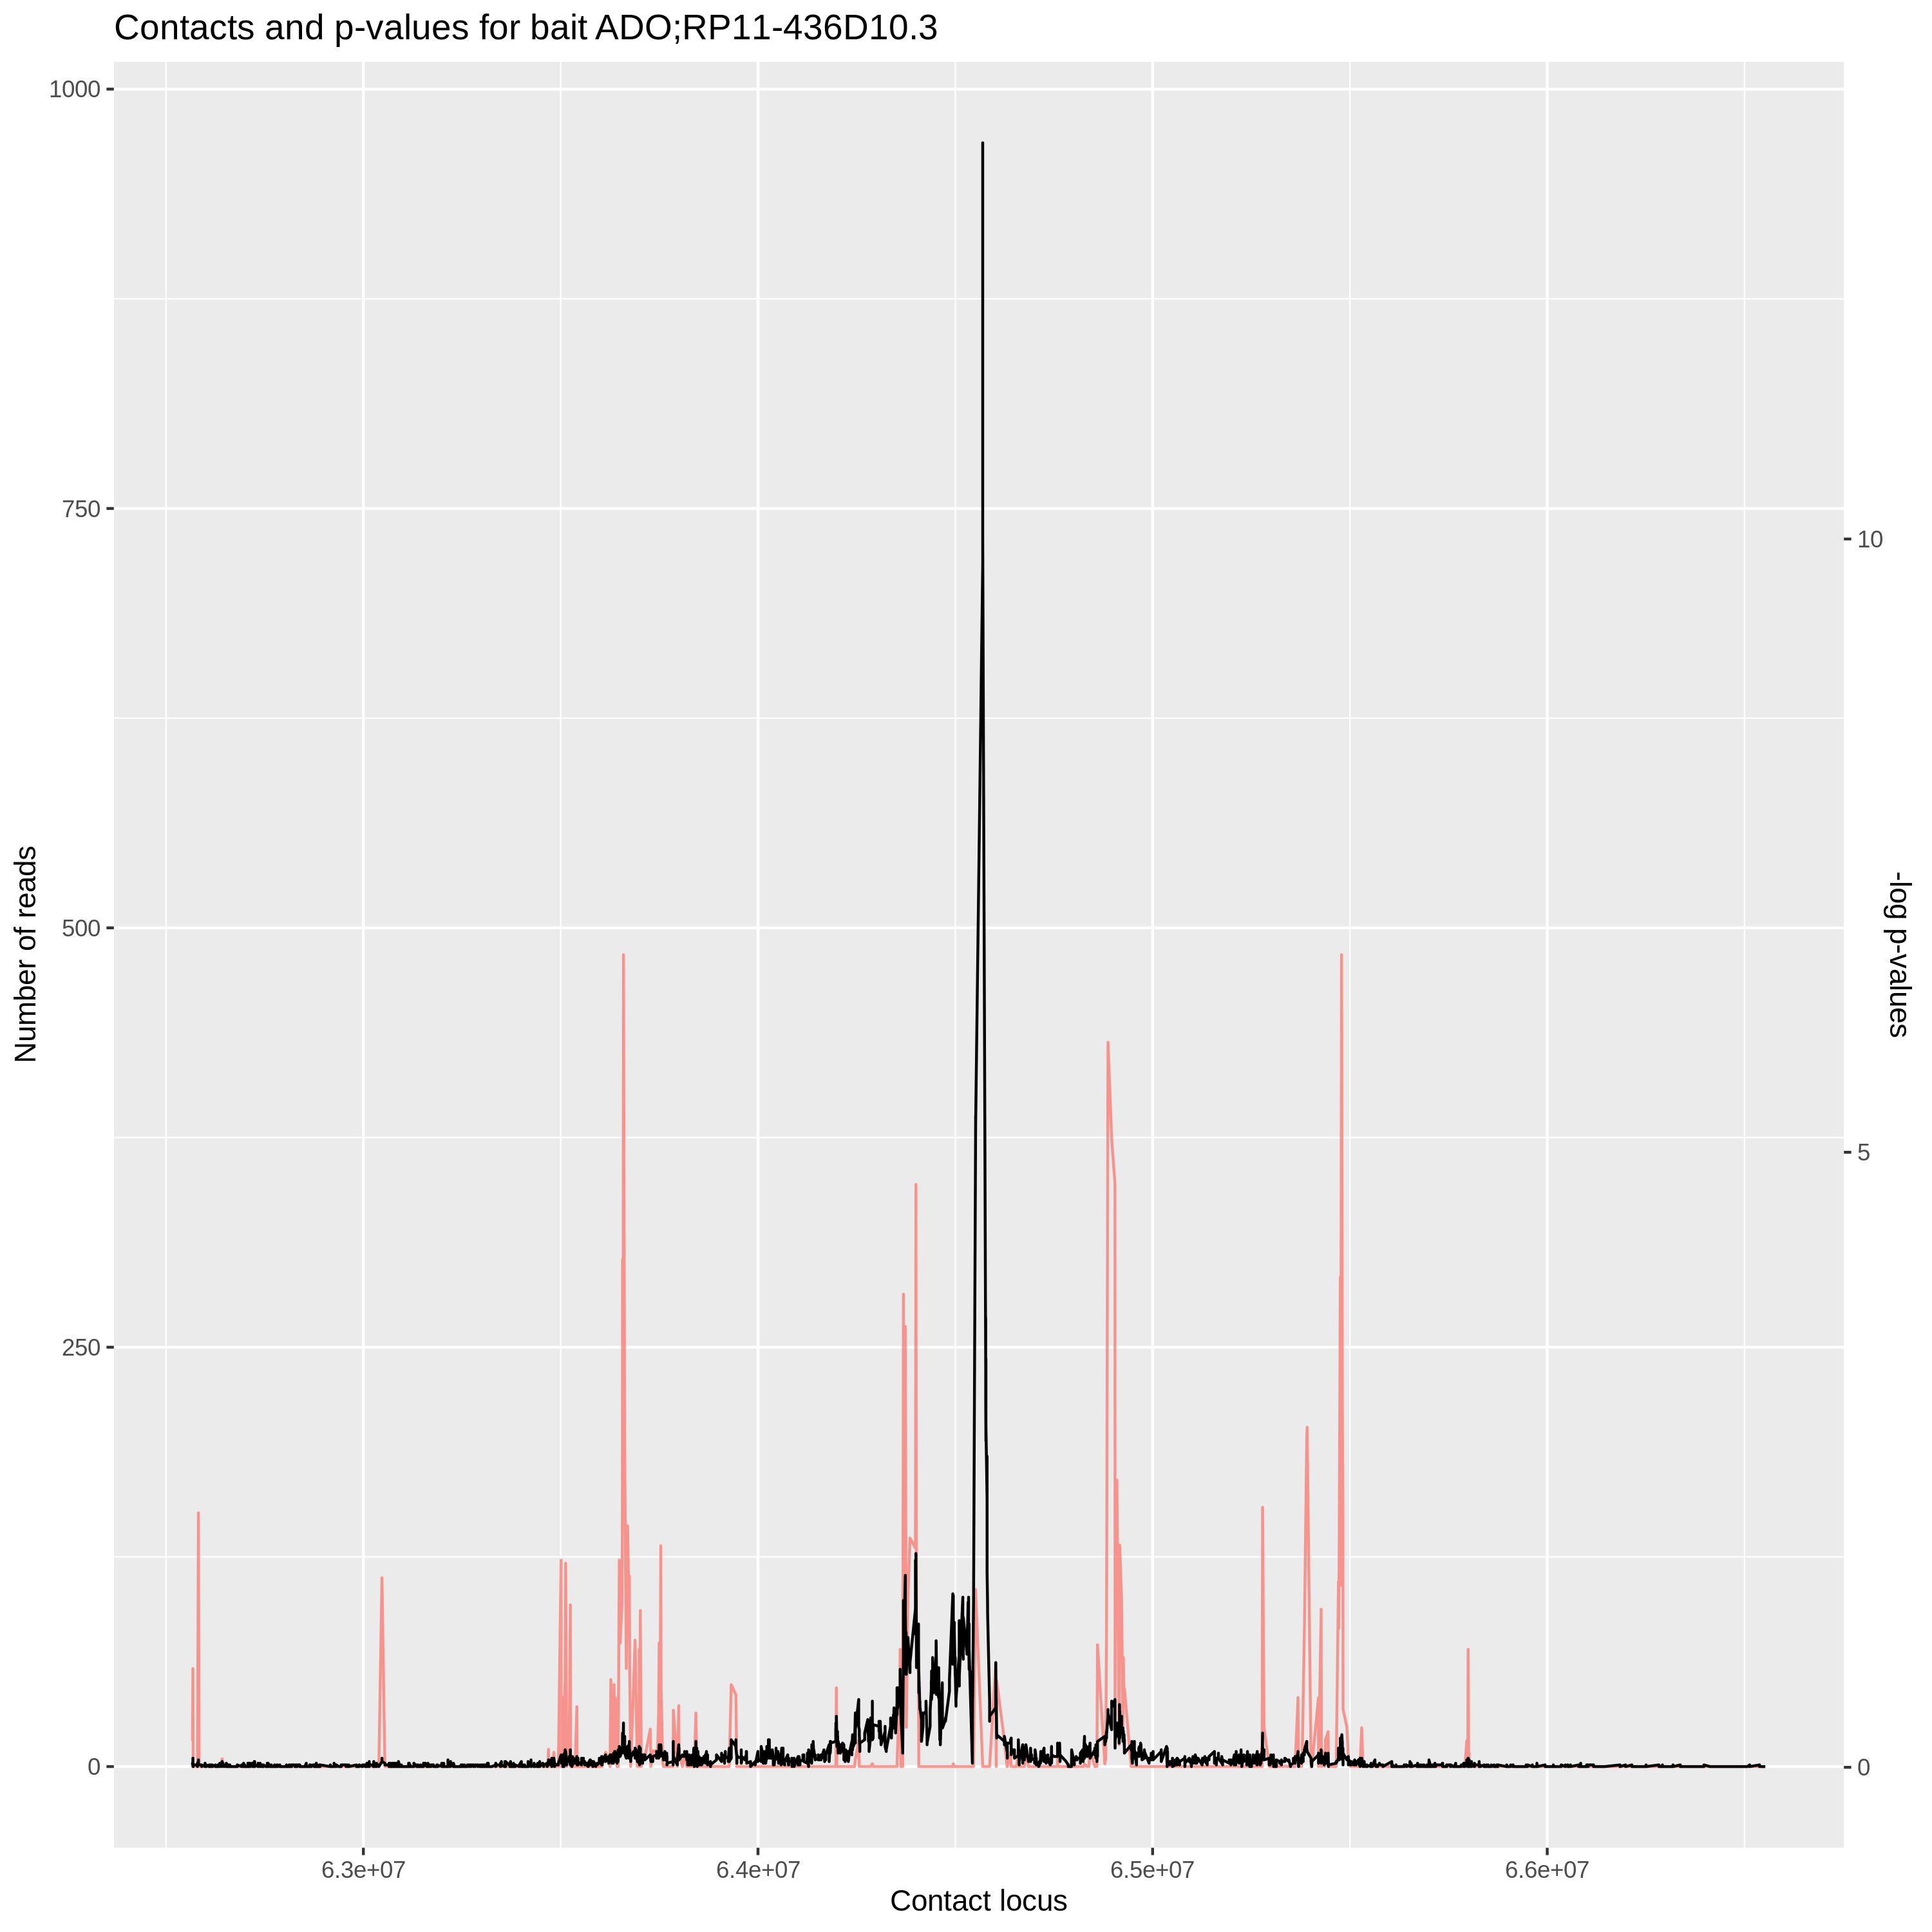 Contacts and p-values for bait ADO;RP11-436D10.3
1000
750
500
250
0
Number of reads
10
5
0
-log p-values
6.3e+07 6.4e+07 6.5e+07 6.6e+07
Contact locus